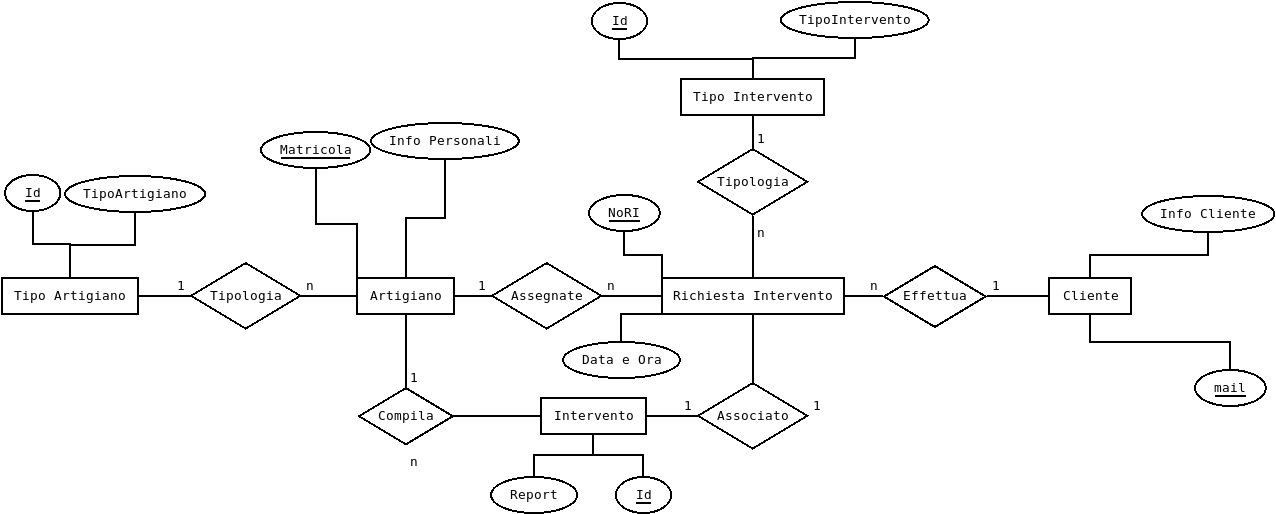 Id
TipoIntervento
Tipo Intervento
1
Tipologia
n
Matricola
Info Personali
Id
TipoArtigiano
NoRI
Info Cliente
Tipo Artigiano
1
Tipologia
n
Artigiano
1
Assegnate
n
Richiesta Intervento
n
Effettua
1
Cliente
Data e Ora
mail
1
Compila
n
Intervento
1
Associato
1
Report
Id